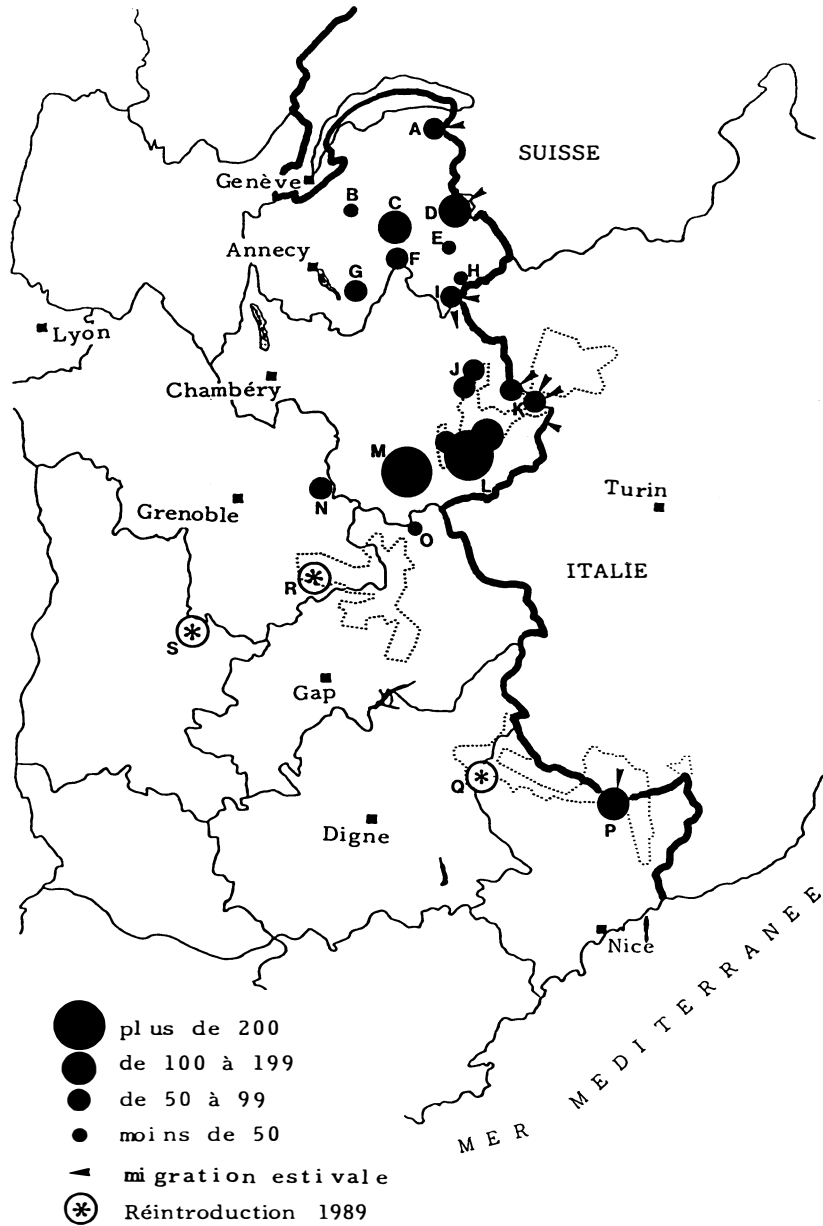 A
SUISSE
Genève
B
C
D
E
Annecy
F
G
H
I
Lyon
J
Chambéry
K
M
L
Turin
Grenoble
N
O
ITALIE
R
S
Gap
Q
P
Digne
Nice
MER MEDITERRANEE
plus de 200
de 100 à 199
de 50 à 99
moins de 50
migration estivale
Réintroduction 1989